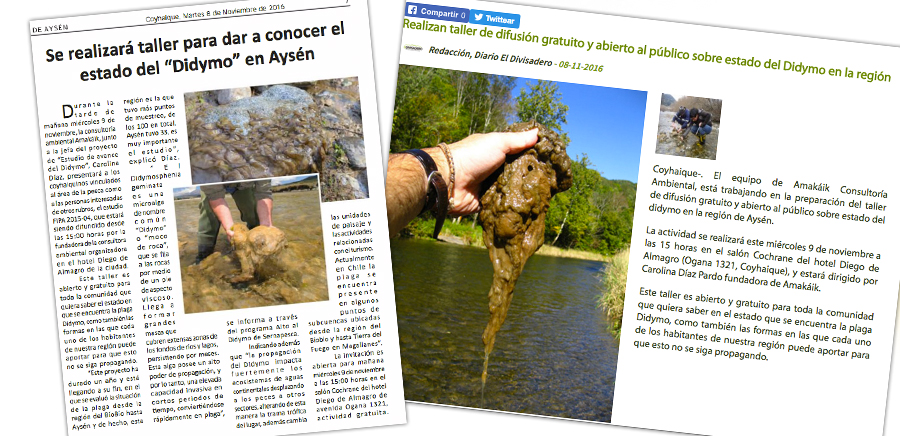 DE AYSÉN
Coyhaique, Martes 8 de Noviembre de 2016
Se realizará taller para dar a conocer el
estado del “Didymo” en Aysén
Durante la
tarde de
mañana miércoles 9 de
noviembre, la consultoría
ambiental Amakaik, junto
a la jefa del proyecto
de “Estudio de avance
del Didymo”, Carolina
Díaz, presentará a los
coyhaiquinos vinculados
al área de la pesca como
a las personas interesadas
de otros rubros, el estudio
FIPA 2015-04, que estará
siendo difundido desde
las 15:00 horas por la
fundadora de la consultora
ambiental organizadora
en el hotel Diego de
Almagro de la ciudad.
Este taller es
abierto y gratuito para
toda la comunidad que
quiera saber el estado en
que se encuentra la plaga
Didymo, como también las
formas en las que cada
uno de los habitantes
de nuestra región puede
aportar para que esto
no se siga propagando.
“Este proyecto ha
durado un año y está
llegando a su fin, en el
que se evaluó la situación
de la plaga desde la
región del Biobío hasta
Aysén y de hecho, esta
región es la que
tuvo más puntos
de muestreo, de
los 100 en total,
Aysén tuvo 33, es
muy importante
el estudio”,
explicó Díaz.
“El
Didymosphenia
geminata
es una
microalga
de nombre
común
“Didymo”
o “moco
de roca”,
que se fija
a las rocas
por medio
de un pie
de aspecto
viscoso.
Llega a
formar
grandes
masas que
cubren extensas zonas de
los fondos de ríos y lagos,
persistiendo por meses.
Esta alga posee un alto
poder de propagación, y
por lo tanto, una elevada
capacidad invasiva en
cortos periodos de
tiempo, convirtiéndose
rápidamente en plaga”,
se informa a través
del programa Alto al
Didymo de Sernapesca.
Indicando además
que “la propagación
del Didymo impacta
fuertemente los
ecosistemas de aguas
continentales desplazando
a los peces a otros
sectores, alterando de esta
manera la trama trófica
del lugar, además cambia
las unidades
de paisaje y
las actividades
relacionadas
con el turismo.
Actualmente
en Chile la
plaga se
encuentra
presente
en algunos
puntos de
subcuencas ubicadas
desde la región del
Biobío y hasta Tierra del
Fuego en Magallanes”.
La invitación es
abierta para mañana
miércoles 9 de noviembre
a las 15:00 horas en el
salón Cochrane del hotel
Diego de Almagro de
avenida Ogana 1321,
actividad gratuita.
Compartir 0
Twittear
Realizan taller de difusión gratuito y abierto al público sobre estado del Didymo en la región
Redacción, Diario El Divisadero - 08-11-2016
Coyhaique-. El equipo de Amakáik Consultoría
Ambiental, está trabajando en la preparación del taller
de difusión gratuito y abierto al público sobre estado del
didymo en la región de Aysén.
La actividad se realizará este miércoles 9 de noviembre a
las 15 horas en el salón Cochrane del hotel Diego de
Almagro (Ogana 1321, Coyhaique), y estará dirigido por
Carolina Díaz Pardo fundadora de Amakáik.
Este taller es abierto y gratuito para toda la comunidad
que quiera saber en el estado que se encuentra la plaga
Didymo, como también las formas en las que cada uno
de los habitantes de nuestra región puede aportar para
que esto no se siga propagando.